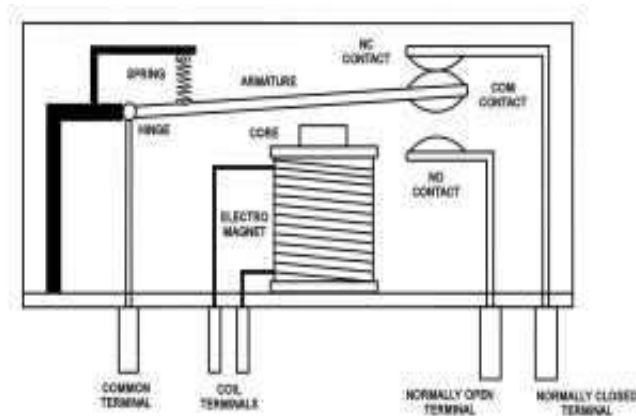 NC
CONTACT
SPRING
ARMATURE
COM
CONTACT
HINGE
CORE
NO
CONTACT
ELECTRO
MAGNET
COMMON
TERMINAL
COIL
TERMINALS
NORMALLY OPEN
TERMINAL
NORMALLY CLOSED
TERMINAL